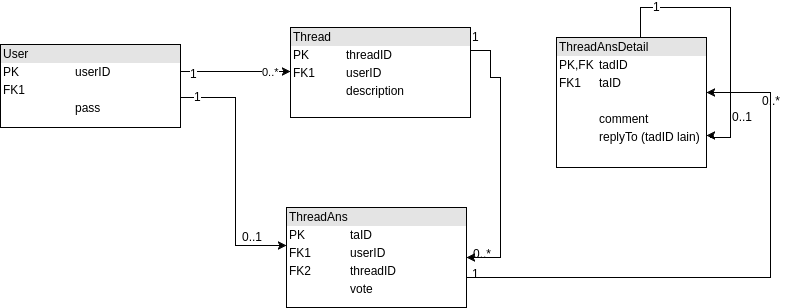 User
PK userID
FK1
pass
1
0..*
1
0..1
Thread
PK threadID
FK1 userID
description
1
0..*
ThreadAns
PK taID
FK1 userID
FK2 threadID
vote
1
0..*
ThreadAnsDetail
PK,FK tadID
FK1 taID
comment
replyTo (tadID lain)
1
0..1